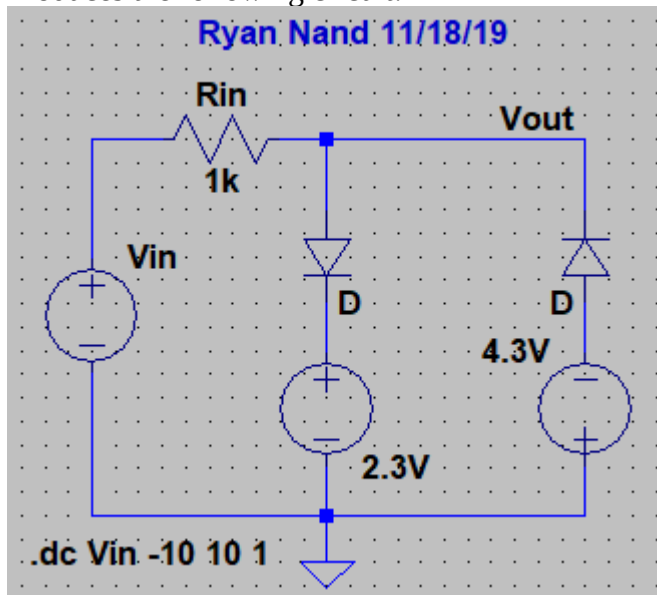 Ryan Nand 11/18/19
Rin
1k
Vout
Vin
+
−
D
+
−
2.3V
D
4.3V
−
+
.dc Vin -10 10 1